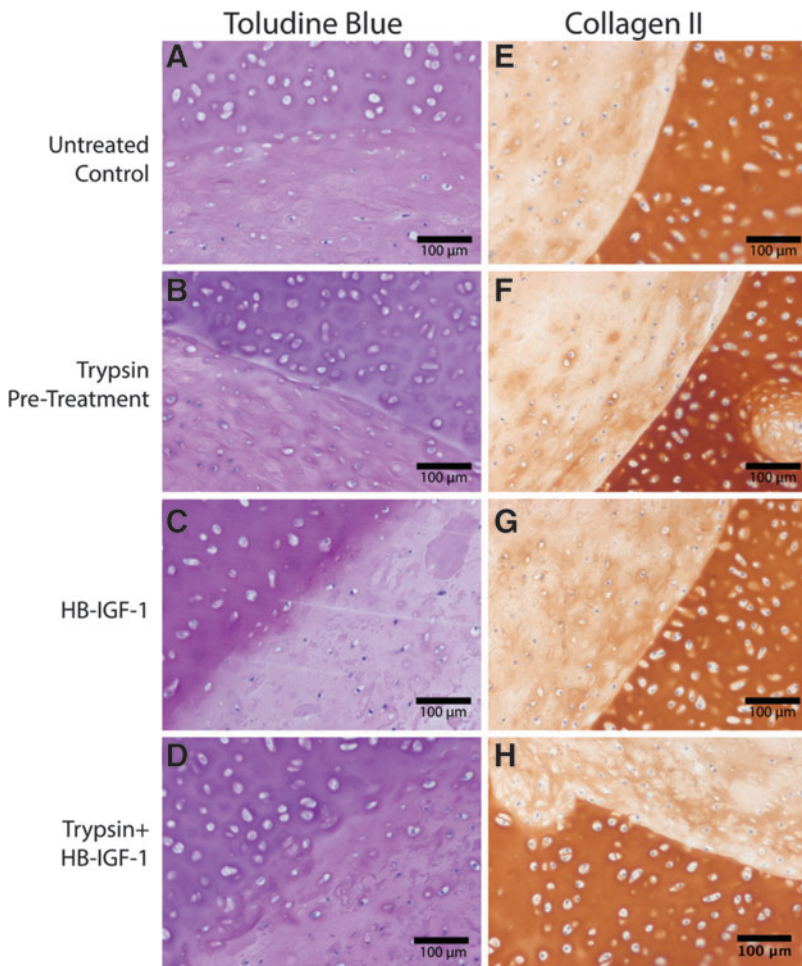 Toludine Blue
Collagen II
Untreated
Control
A
100 µm
E
100 µm
Trypsin
Pre-Treatment
B
100 µm
F
100 µm
HB-IGF-1
C
100 µm
G
100 µm
Trypsin+
HB-IGF-1
D
100 µm
H
100 µm